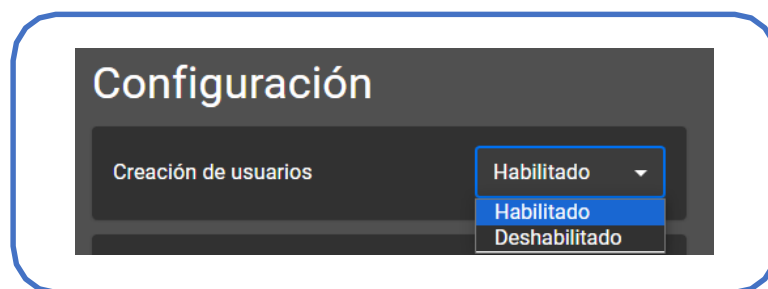 Configuración
Creación de usuarios
Habilitado
Habilitado
Deshabilitado